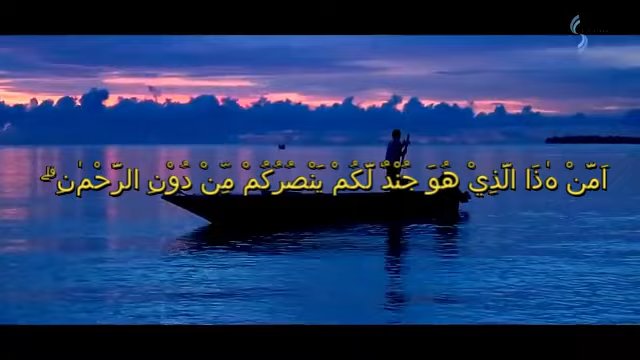 اَمَّنْ هٰذَا الَّذِيْ هُوَ جُنْدٌ لَّكُمْ يَنْصُرُكُمْ مِّنْ دُوْنِ الرَّحْمٰنِ ۗ